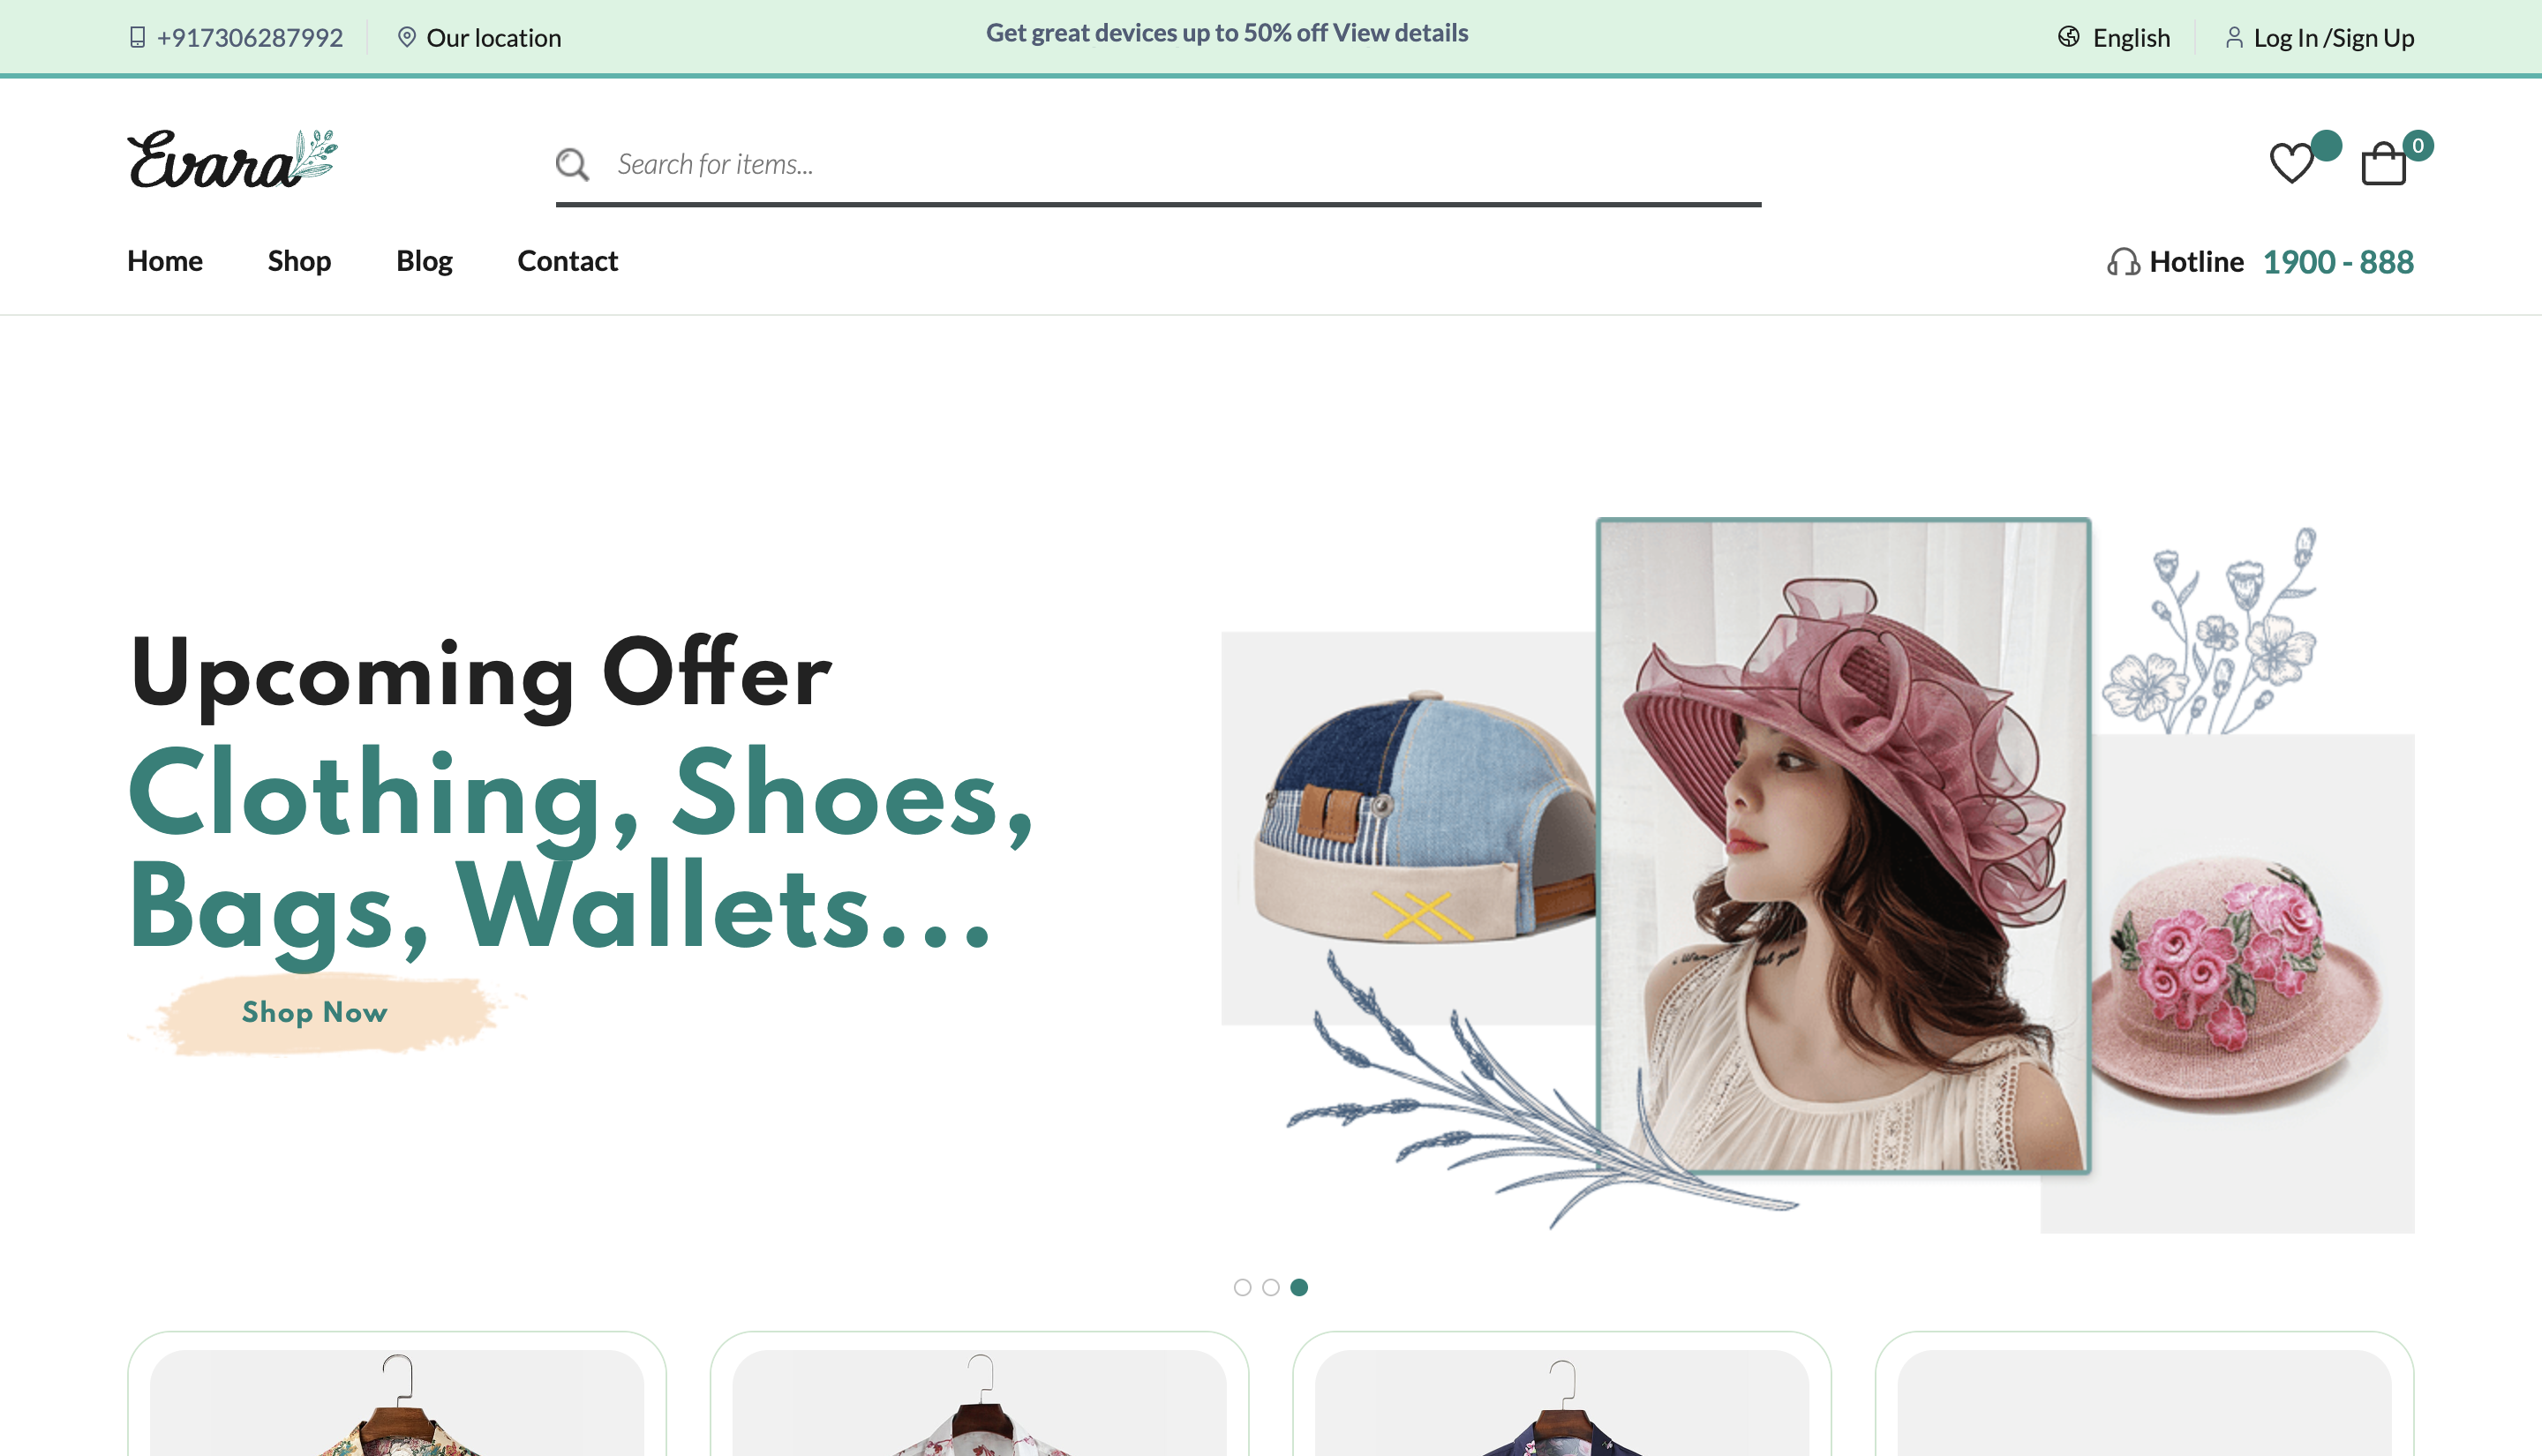 +917306287992
Our location
Get great devices up to 50% off View details
English
Log In /Sign Up
Evara
Search for items...
0
Home
Shop
Blog
Contact
Hotline 1900 - 888
Upcoming Offer
Clothing, Shoes,
Bags, Wallets...
Shop Now